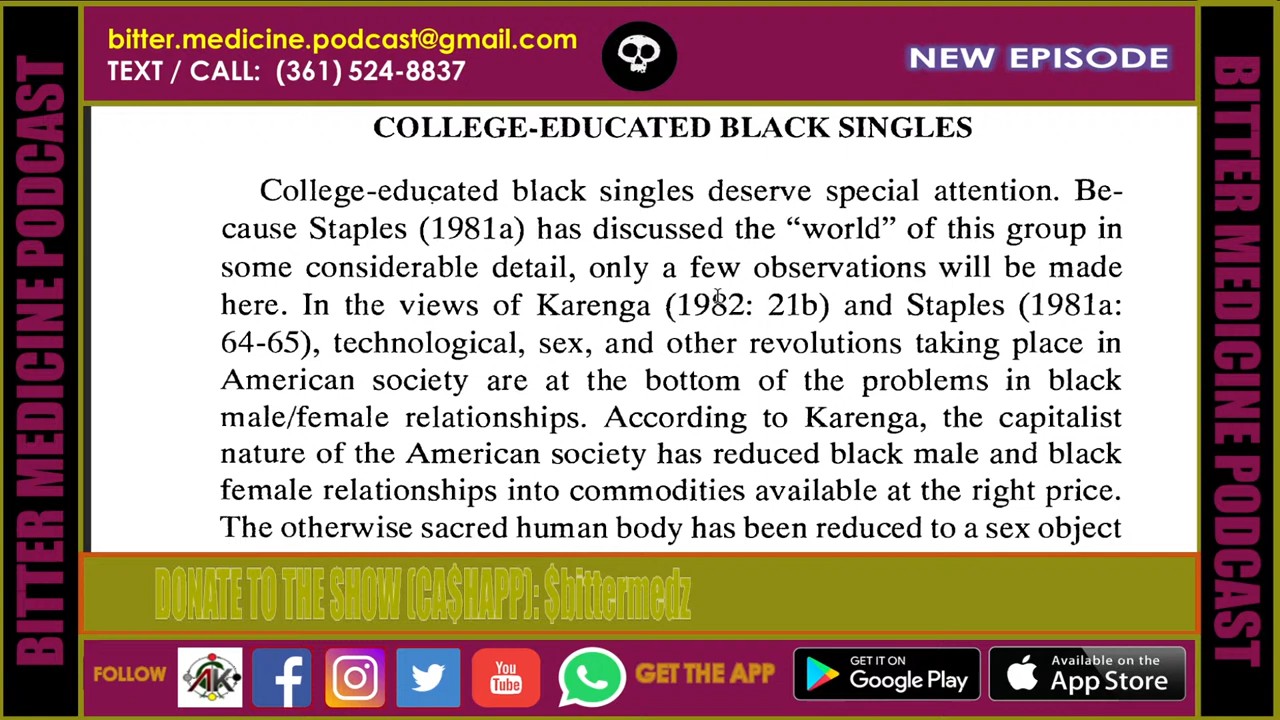 bitter.medicine.podcast@gmail.com
TEXT / CALL: (361) 524-8837
NEW EPISODE
BITTER MEDICINE PODCAST
BITTER MEDICINE PODCAST
COLLEGE-EDUCATED BLACK SINGLES
College-educated black singles deserve special attention. Be-
cause Staples (1981a) has discussed the “world” of this group in
some considerable detail, only a few observations will be made
here. In the views of Karenga (1982: 21b) and Staples (1981a:
64-65), technological, sex, and other revolutions taking place in
American society are at the bottom of the problems in black
male/female relationships. According to Karenga, the capitalist
nature of the American society has reduced black male and black
female relationships into commodities available at the right price.
The otherwise sacred human body has been reduced to a sex object
DONATE TO THE SHOW (CA$HAPP): $bittermedz
FOLLOW
ATK
You
Tube
GET THE APP
GET IT ON
Google Play
Available on the
App Store